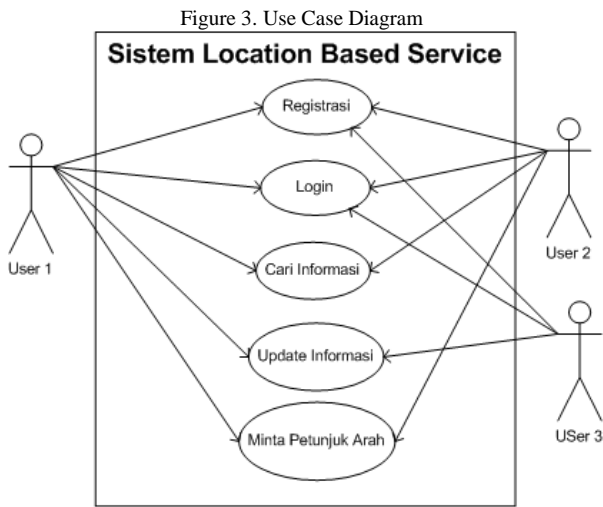 Figure 3. Use Case Diagram
Sistem Location Based Service
Registrasi
Login
Cari Informasi
Update Informasi
Minta Petunjuk Arah
User 1
User 2
USer 3